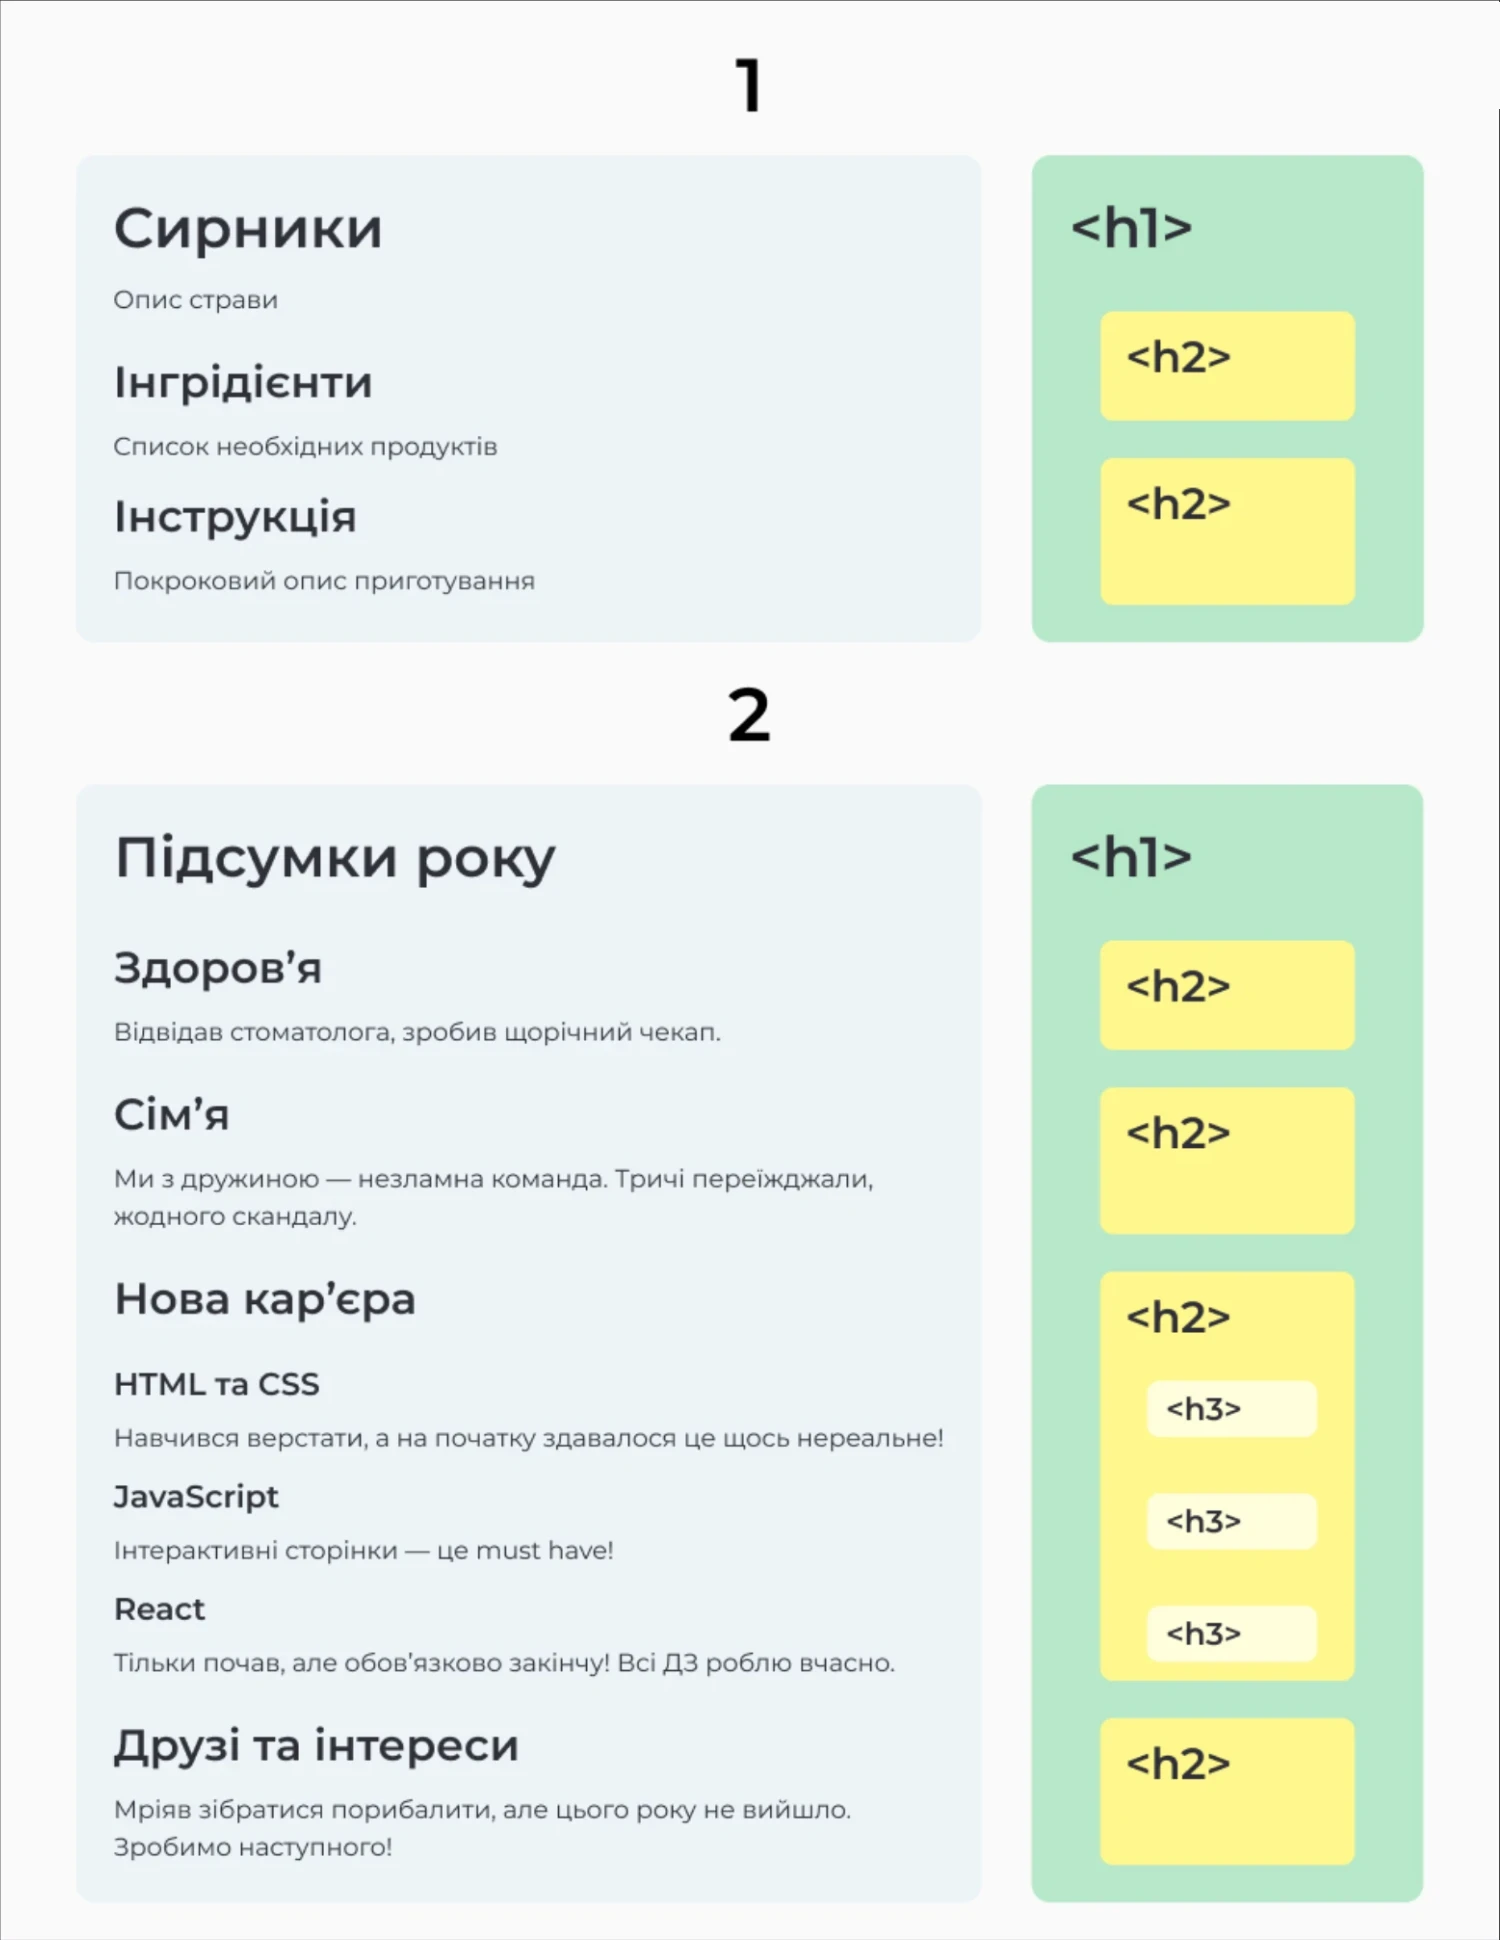 1
Сирники
Опис страви
Інгрідієнти
Список необхідних продуктів
Інструкція
Покроковий опис приготування
<h1>
<h2>
<h2>
2
Підсумки року
Здоров’я
Відвідав стоматолога, зробив щорічний чекап.
Сім’я
Ми з дружиною — незламна команда. Тричі переїжджали,
жодного скандалу.
Нова кар’єра
HTML та CSS
Навчився верстати, а на початку здавалося це щось нереальне!
JavaScript
Інтерактивні сторінки — це must have!
React
Тільки почав, але обов’язково закінчу! Всі ДЗ роблю вчасно.
Друзі та інтереси
Мріяв зібратися порибалити, але цього року не вийшло.
Зробимо наступного!
<h1>
<h2>
<h2>
<h2>
<h3>
<h3>
<h3>
<h2>